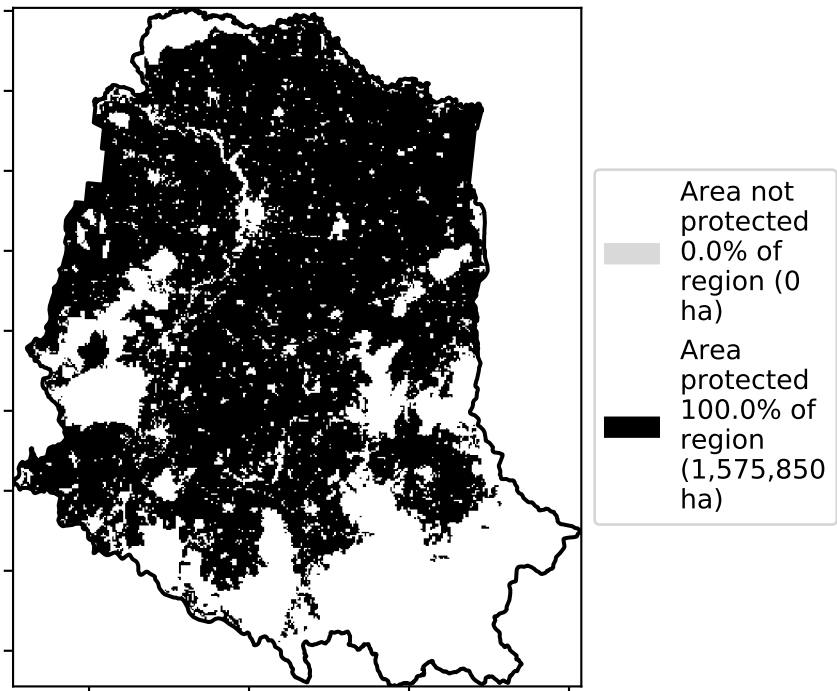 Area not
protected
0.0% of
region (0
ha)
Area
protected
100.0% of
region
(1,575,850
ha)